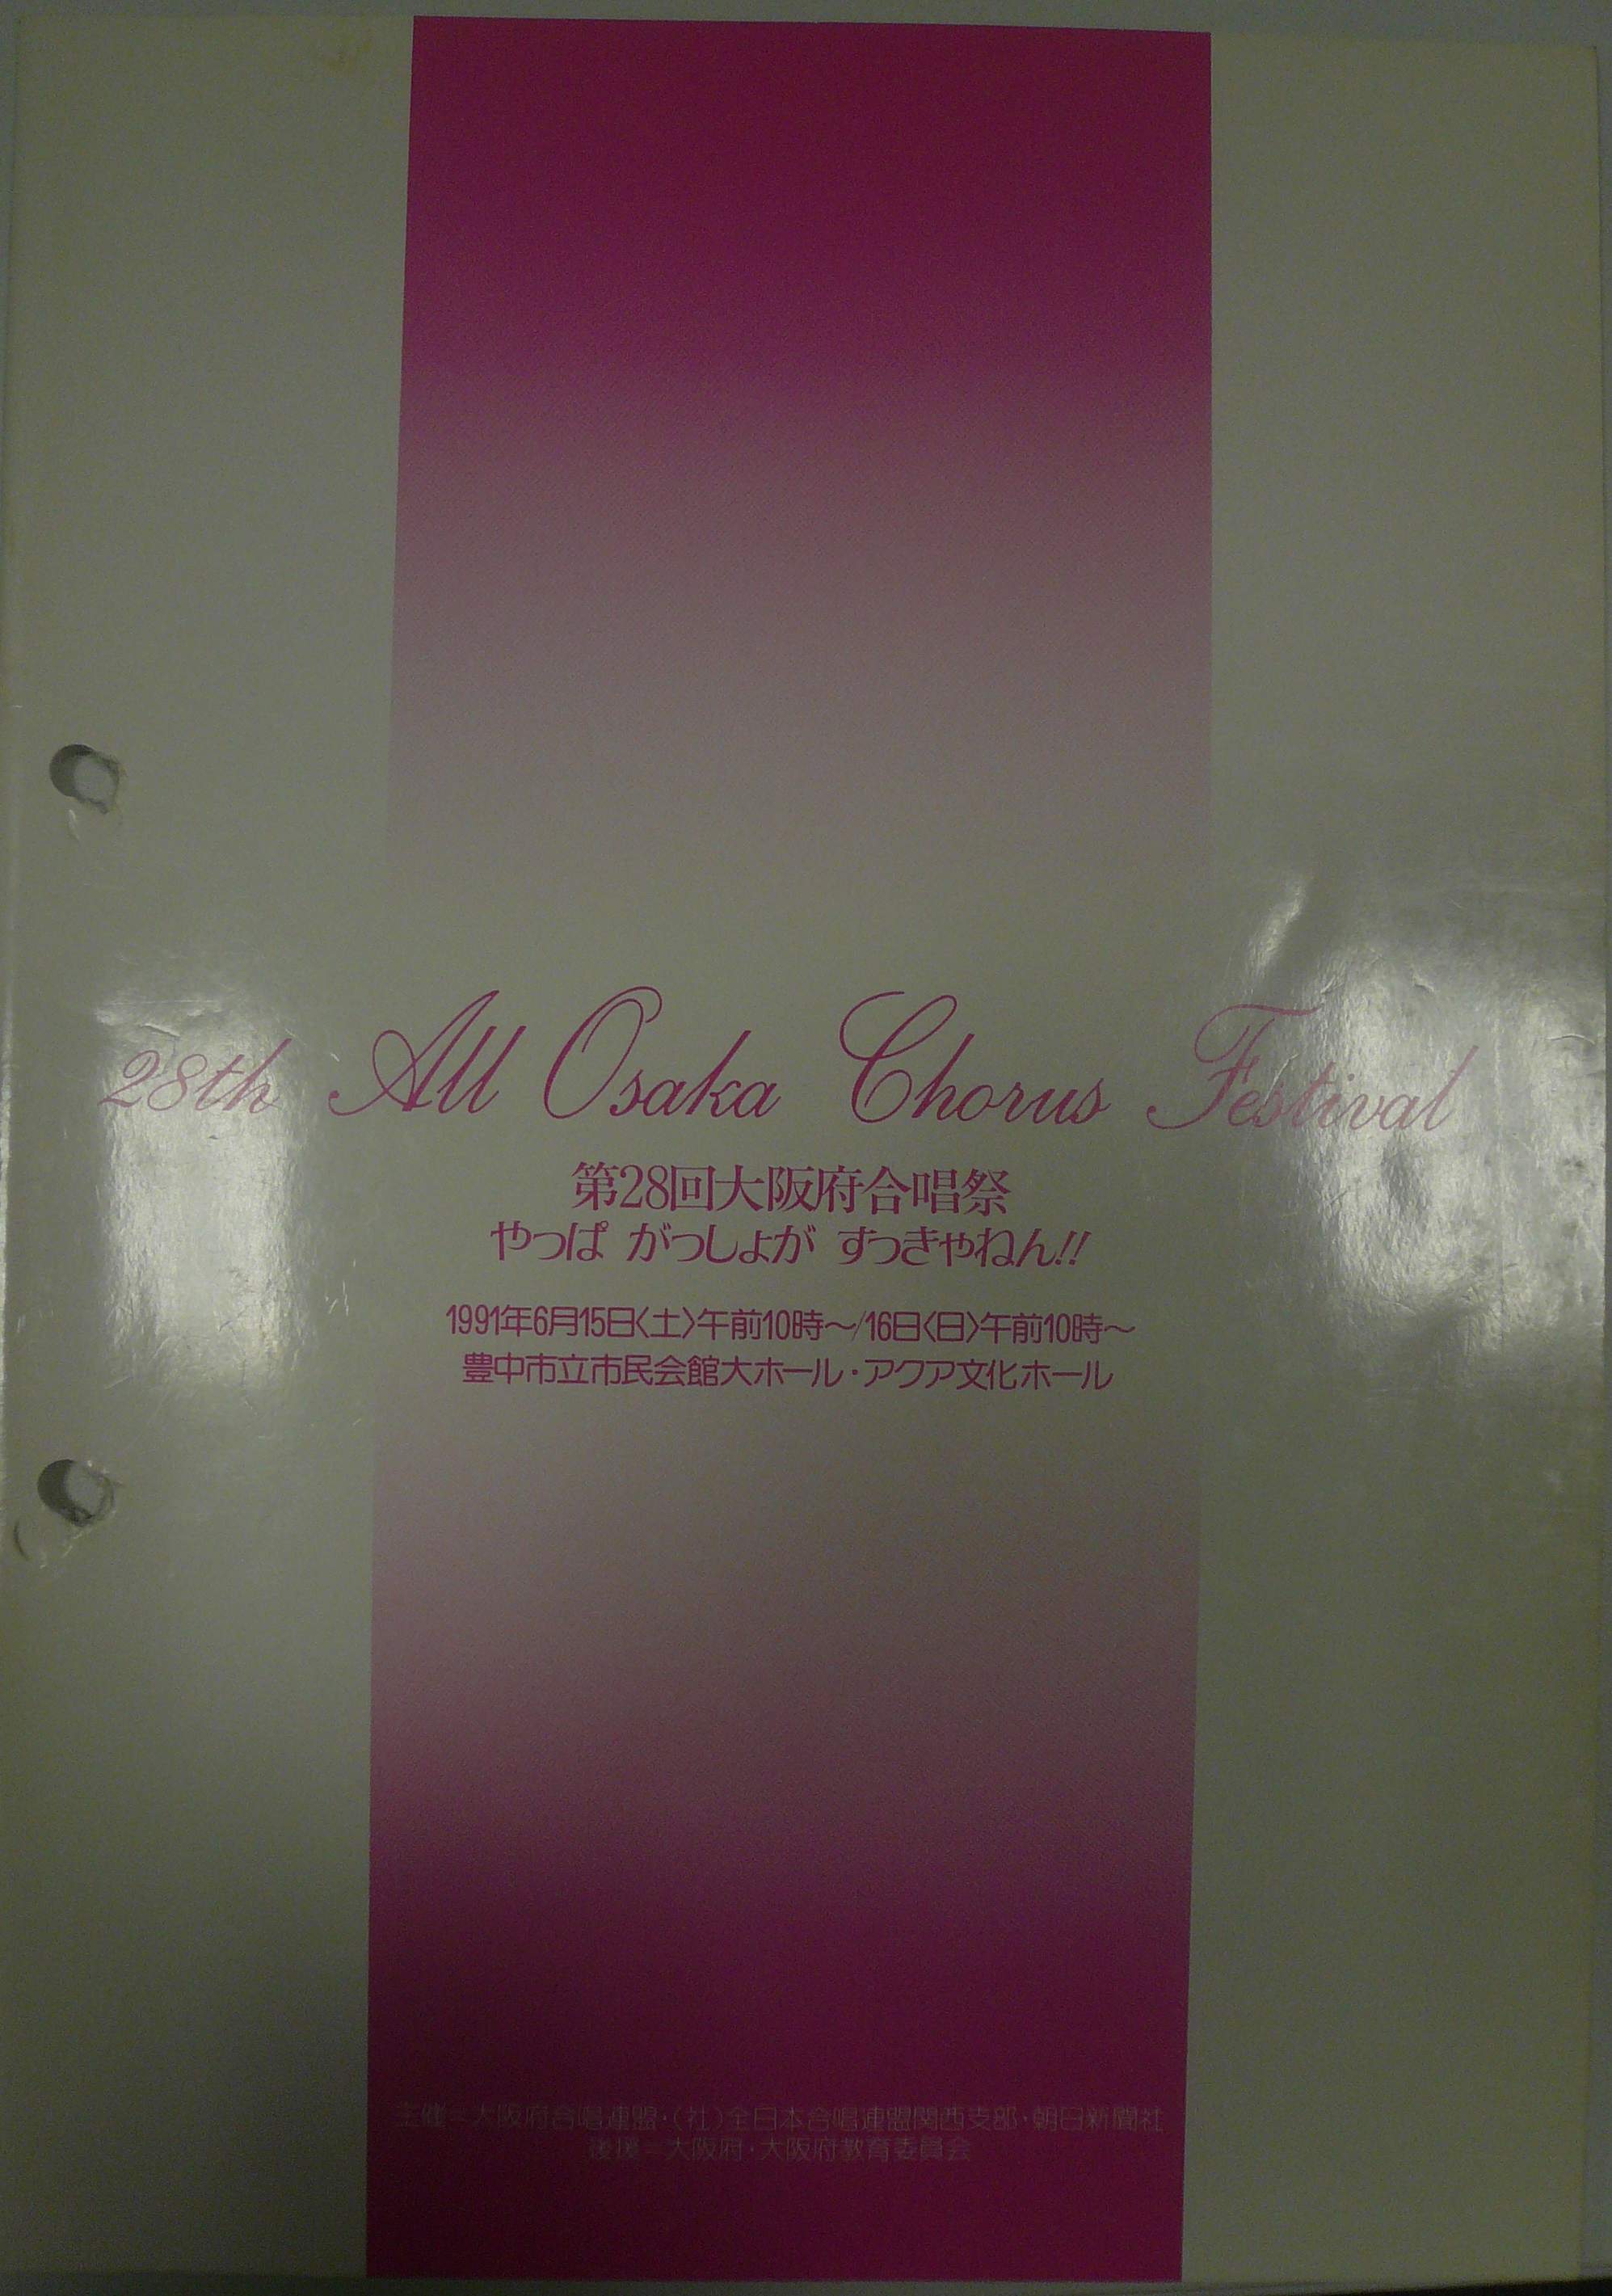 28th All Osaka Chorus Festival
第28回大阪府合唱祭
やっぱ がっしょが すっきゃねん!!
1991年6月15日〈土〉午前10時〜/16日〈日〉午前10時〜
豊中市立市民会館大ホール・アクア文化ホール
主催=大阪府合唱連盟・(社)全日本合唱連盟関西支部・朝日新聞社
後援=大阪府・大阪府教育委員会